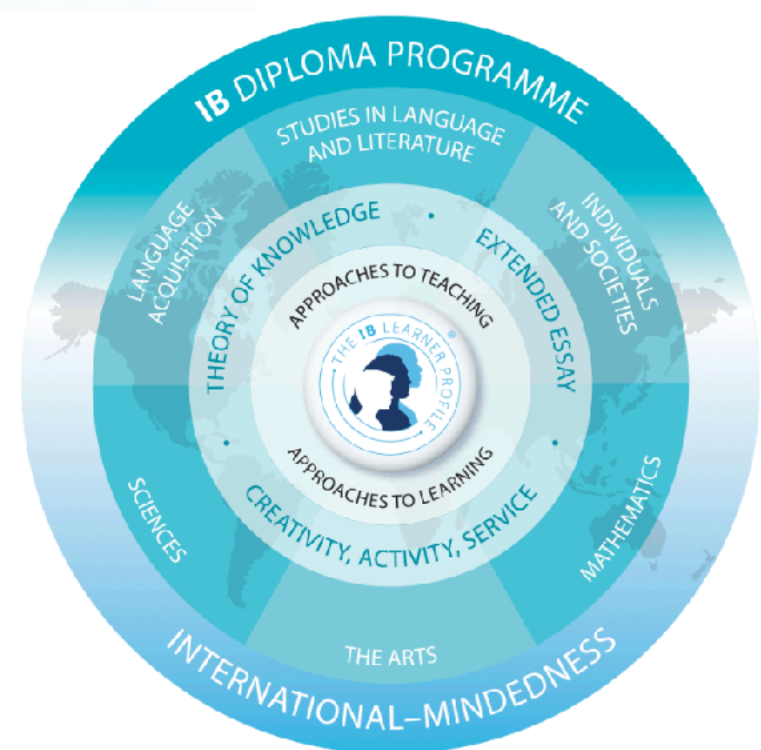 IB DIPLOMA PROGRAMME
STUDIES IN LANGUAGE
AND LITERATURE
LANGUAGE
ACQUISITION
INDIVIDUALS
AND SOCIETIES
THEORY OF KNOWLEDGE
EXTENDED ESSAY
APPROACHES TO TEACHING
THE IB LEARNER PROFILE
®
APPROACHES TO LEARNING
CREATIVITY, ACTIVITY, SERVICE
SCIENCES
MATHEMATICS
THE ARTS
INTERNATIONAL–MINDEDNESS